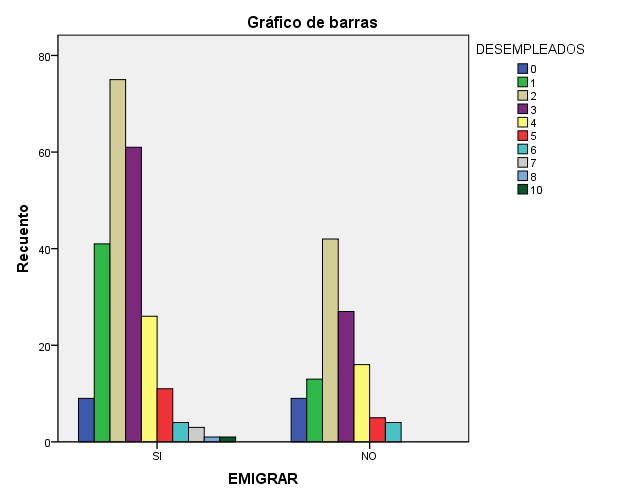 Gráfico de barras
DESEMPLEADOS
0
1
2
3
4
5
6
7
8
10
80
60
40
20
0
Recuento
SI
NO
EMIGRAR